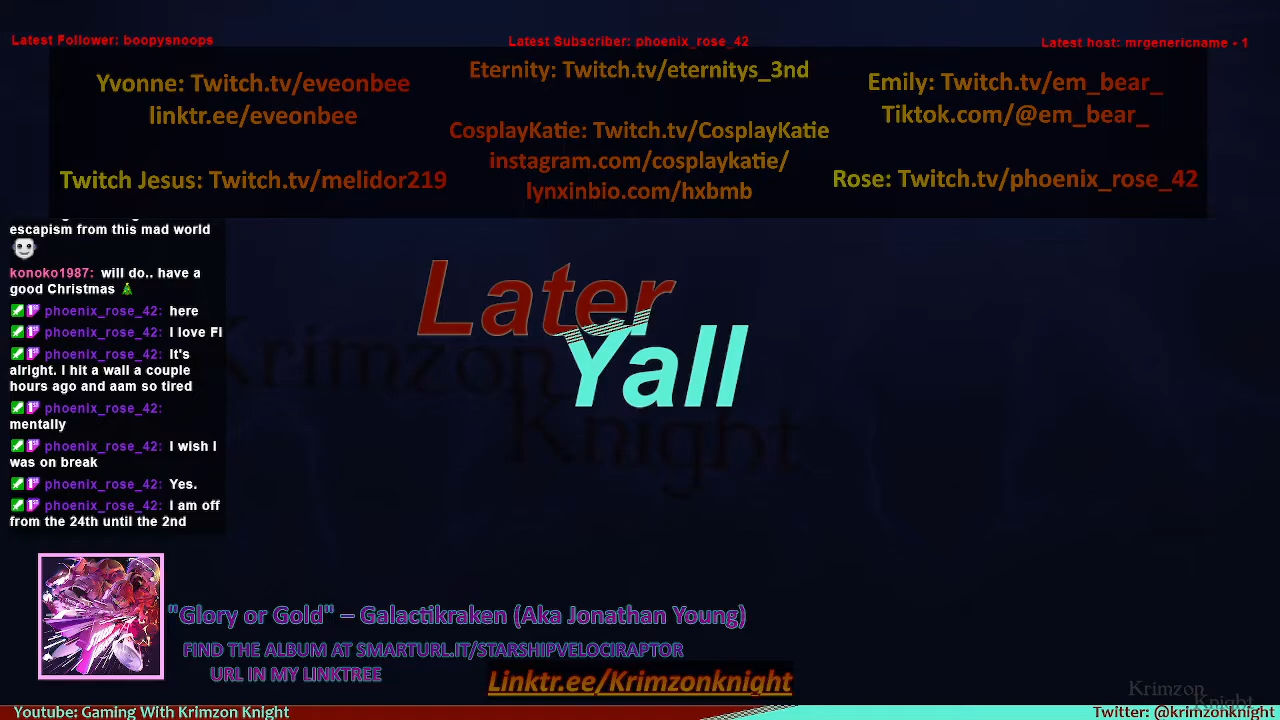 Latest Follower: boopysnoops
Latest Subscriber: phoenix_rose_42
Latest host: mrgenericname - 1
Yvonne: Twitch.tv/eveonbee
linktr.ee/eveonbee
Twitch Jesus: Twitch.tv/melidor219
Eternity: Twitch.tv/eternitys_3nd
CosplayKatie: Twitch.tv/CosplayKatie
instagram.com/cosplaykatie/
lynxinbio.com/hxbmb
Emily: Twitch.tv/em_bear_
Tiktok.com/@em_bear_
Rose: Twitch.tv/phoenix_rose_42
escapism from this mad world
konoko1987: will do.. have a
good Christmas
phoenix_rose_42: here
phoenix_rose_42: I love FI
phoenix_rose_42: It's
alright. I hit a wall a couple
hours ago and aam so tired
phoenix_rose_42:
mentally
phoenix_rose_42: I wish I
was on break
phoenix_rose_42: Yes.
phoenix_rose_42: I am off
from the 24th until the 2nd
Later
Yall
Krimzon
Knight
"Glory or Gold" – Galactikraken (Aka Jonathan Young)
FIND THE ALBUM AT SMARTURL.IT/STARSHIPVELOCIRAPTOR
URL IN MY LINKTREE
Linktr.ee/Krimzonknight
Krimzon
Knight
Youtube: Gaming With Krimzon Knight
Twitter: @krimzonknight